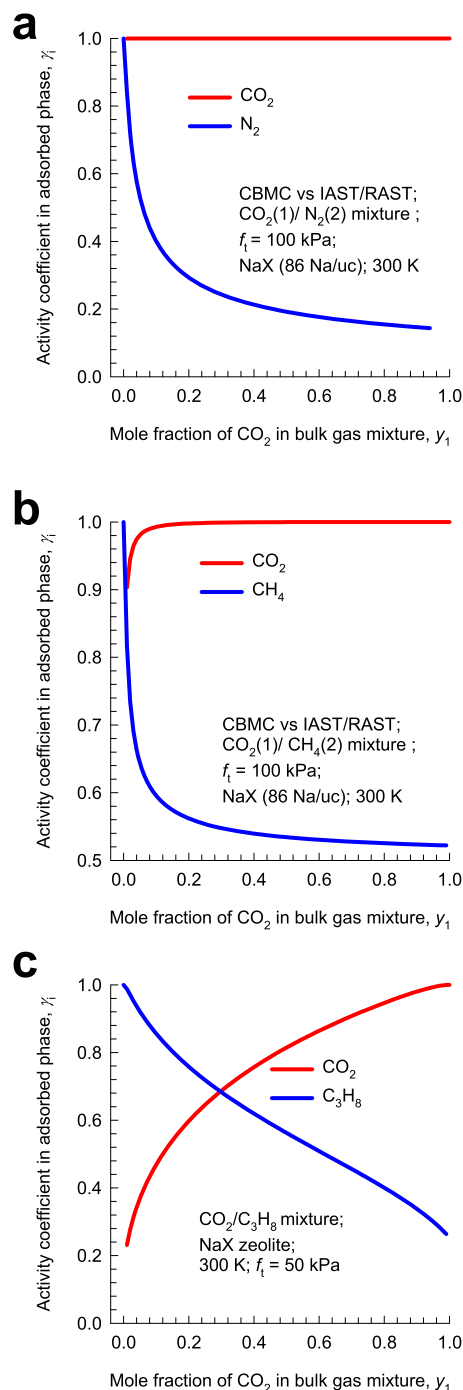 a
Activity coefficient in adsorbed phase, γi
1.0
0.8
0.6
0.4
0.2
0.0
CO2
N2
CBMC vs IAST/RAST;
CO2(1)/ N2(2) mixture ;
ft = 100 kPa;
NaX (86 Na/uc); 300 K
0.0 0.2 0.4 0.6 0.8 1.0
Mole fraction of CO2 in bulk gas mixture, y1
b
Activity coefficient in adsorbed phase, γi
1.0
0.9
0.8
0.7
0.6
0.5
CO2
CH4
CBMC vs IAST/RAST;
CO2(1)/ CH4(2) mixture ;
ft = 100 kPa;
NaX (86 Na/uc); 300 K
0.0 0.2 0.4 0.6 0.8 1.0
Mole fraction of CO2 in bulk gas mixture, y1
c
Activity coefficient in adsorbed phase, γi
1.0
0.8
0.6
0.4
0.2
0.0
CO2
C3H8
CO2/C3H8 mixture;
NaX zeolite;
300 K; ft = 50 kPa
0.0 0.2 0.4 0.6 0.8 1.0
Mole fraction of CO2 in bulk gas mixture, y1